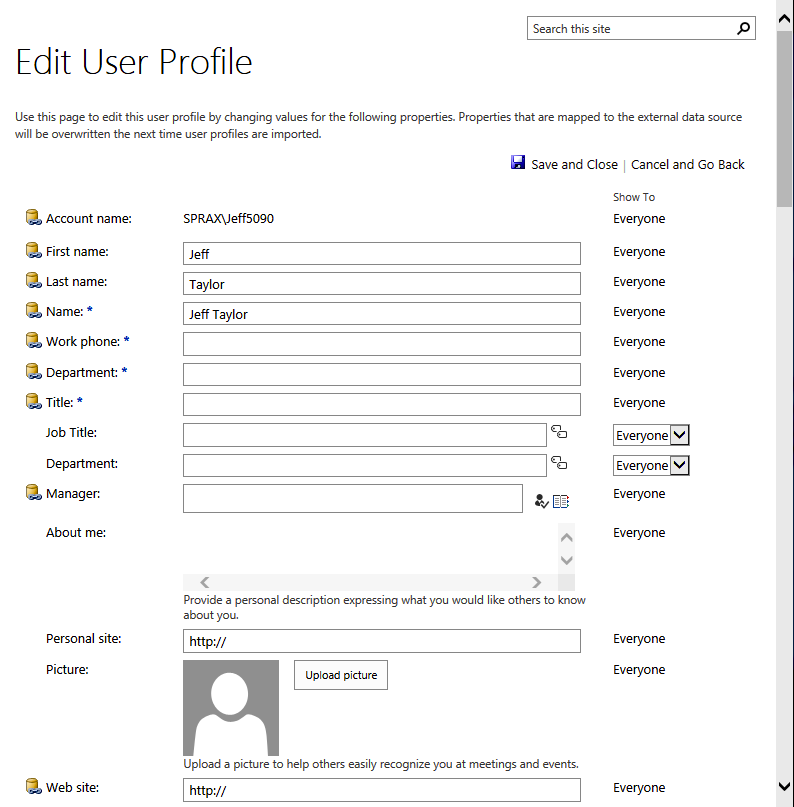 Search this site
Edit User Profile
Use this page to edit this user profile by changing values for the following properties. Properties that are mapped to the external data source
will be overwritten the next time user profiles are imported.
Save and Close | Cancel and Go Back
Show To
Account name: SPRAX\Jeff5090 Everyone
First name: Jeff Everyone
Last name: Taylor Everyone
Name: * Jeff Taylor Everyone
Work phone: * Everyone
Department: * Everyone
Title: * Everyone
Job Title: Everyone
Department: Everyone
Manager: Everyone
About me: Everyone
Provide a personal description expressing what you would like others to know
about you.
Personal site: http:// Everyone
Picture: Upload picture Everyone
Upload a picture to help others easily recognize you at meetings and events.
Web site: http:// Everyone